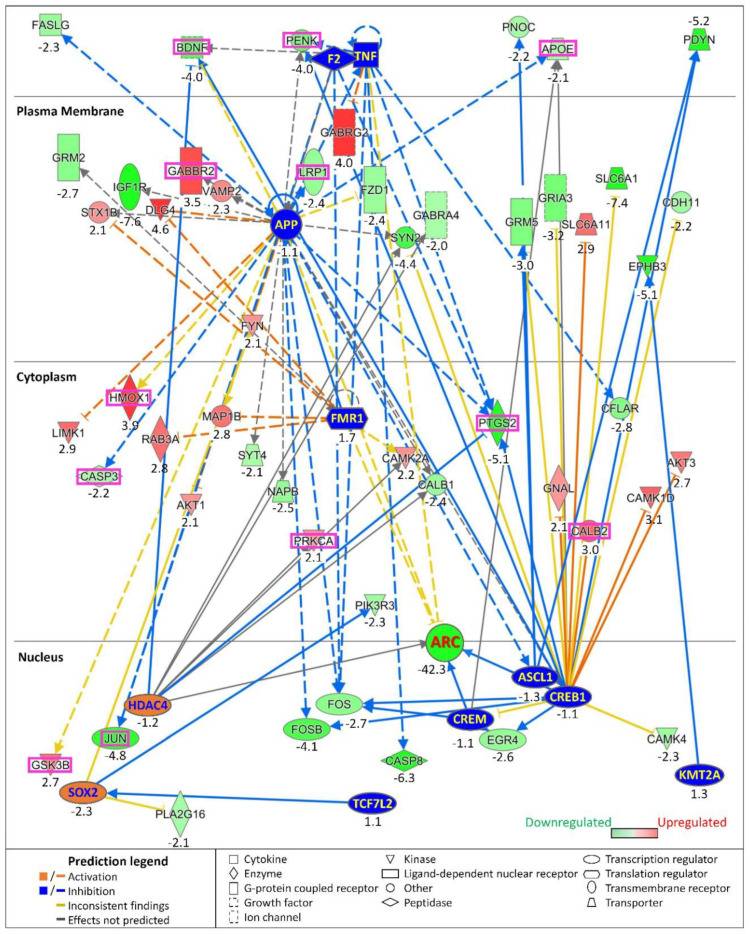 FASLG
-2.3
BDNF
-4.0
PENK
-4.0
F2
TNF
PNOC
-2.2
APOE
-2.1
-5.2
PDYN
Plasma Membrane
GRM2
-2.7
IGF1R
-7.6
GABBR2
3.5
VAMP2
2.3
STX1B
2.1
DLG4
4.6
APP
-1.1
LRP1
-2.4
GABRG2
4.0
FZD1
-2.4
SYN2
-4.4
GABRA4
-2.0
GRM5
-3.0
GRIA3
-3.2
SLC6A1
-7.4
SLC6A11
2.9
CDH11
-2.2
EPHB3
-5.1
FYN
2.1
Cytoplasm
HMOX1
3.9
LIMK1
2.9
RAB3A
2.8
MAP1B
2.8
FMR1
1.7
PTGS2
-5.1
CFLAR
-2.8
CASP3
-2.2
AKT1
2.1
SYT4
-2.1
NAPB
-2.5
CAMK2A
2.2
CALB1
-2.4
GNAL
2.1
CALB2
3.0
CAMK1D
3.1
AKT3
2.7
PRKCA
2.1
PIK3R3
-2.3
Nucleus
ARC
-42.3
HDAC4
-1.2
ASCL1
-1.3
CREB1
-1.1
FOS
-2.7
FOSB
-4.1
CREM
-1.1
EGR4
-2.6
JUN
-4.8
GSK3B
2.7
CASP8
-6.3
CAMK4
-2.3
KMT2A
1.3
SOX2
-2.3
PLA2G16
-2.1
TCF7L2
1.1
Downregulated
Upregulated
Prediction legend
/ Activation
/ Inhibition
Inconsistent findings
Effects not predicted
Cytokine
Enzyme
G-protein coupled receptor
Growth factor
Ion channel
Kinase
Ligand-dependent nuclear receptor
Other
Peptidase
Transcription regulator
Translation regulator
Transmembrane receptor
Transporter